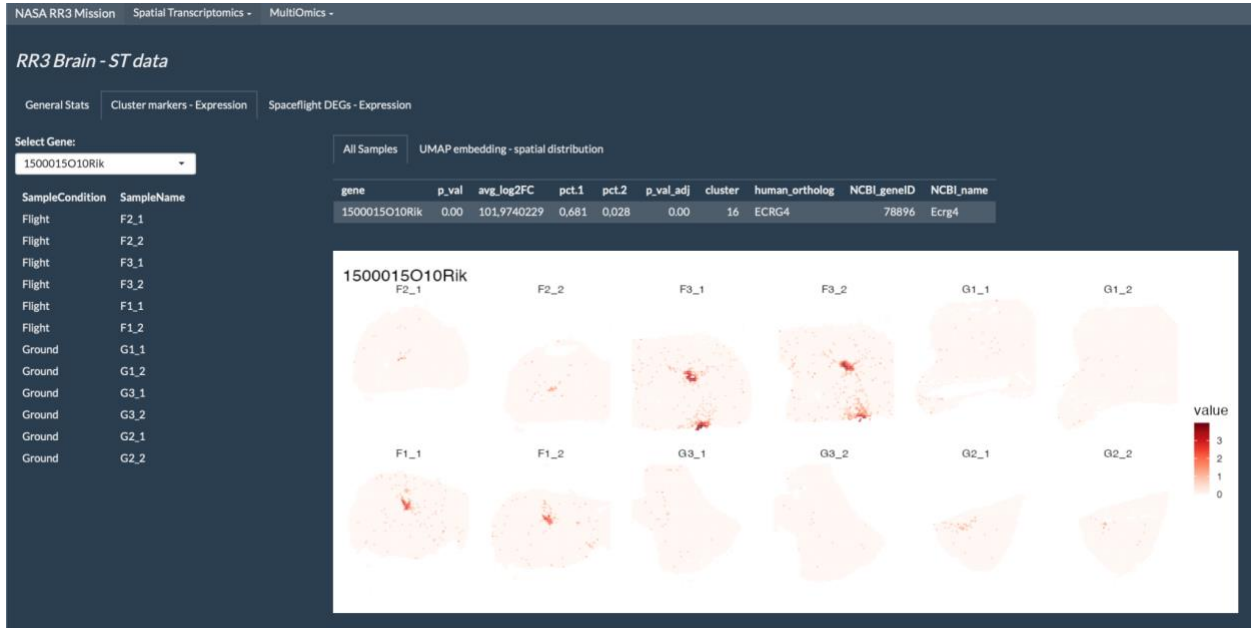 NASA RR3 Mission Spatial Transcriptomics MultiOmics
RR3 Brain - ST data
General Stats Cluster markers - Expression Spaceflight DEGs - Expression
Select Gene:
1500015O10Rik
SampleCondition SampleName
Flight F2_1
Flight F2_2
Flight F3_1
Flight F3_2
Flight F1_1
Flight F1_2
Ground G1_1
Ground G1_2
Ground G3_1
Ground G3_2
Ground G2_1
Ground G2_2
All Samples UMAP embedding - spatial distribution
gene p_val avg_log2FC pct.1 pct.2 p_val_adj cluster human_ortholog NCBI_geneID NCBI_name
1500015O10Rik 0.00 101,9740229 0,681 0,028 0.00 16 ECRG4 78896 Ecrg4
1500015O10Rik
F2_1 F2_2 F3_1 F3_2 G1_1 G1_2
F1_1 F1_2 G3_1 G3_2 G2_1 G2_2
value
3
2
1
0